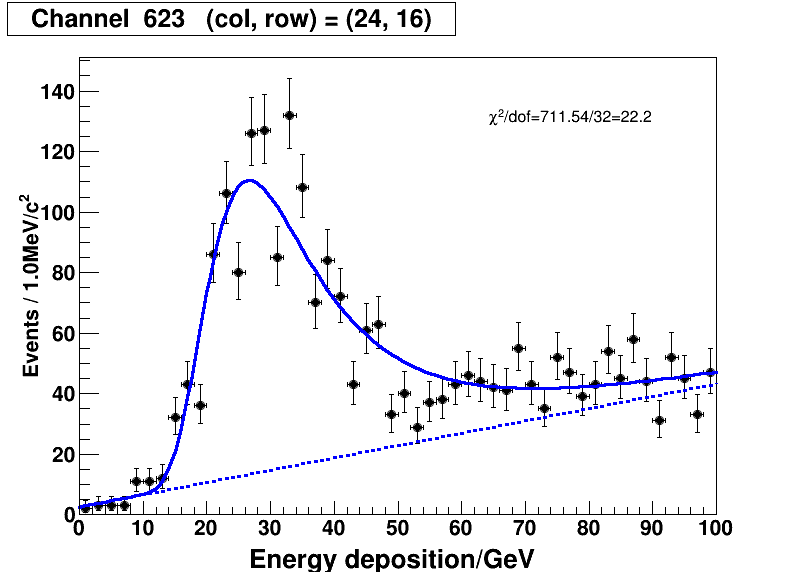 Channel  623   (col, row) = (24, 16)
χ²/dof=711.54/32=22.2
Events / 1.0MeV/c²
140
120
100
80
60
40
20
0
0 10 20 30 40 50 60 70 80 90 100
Energy deposition/GeV